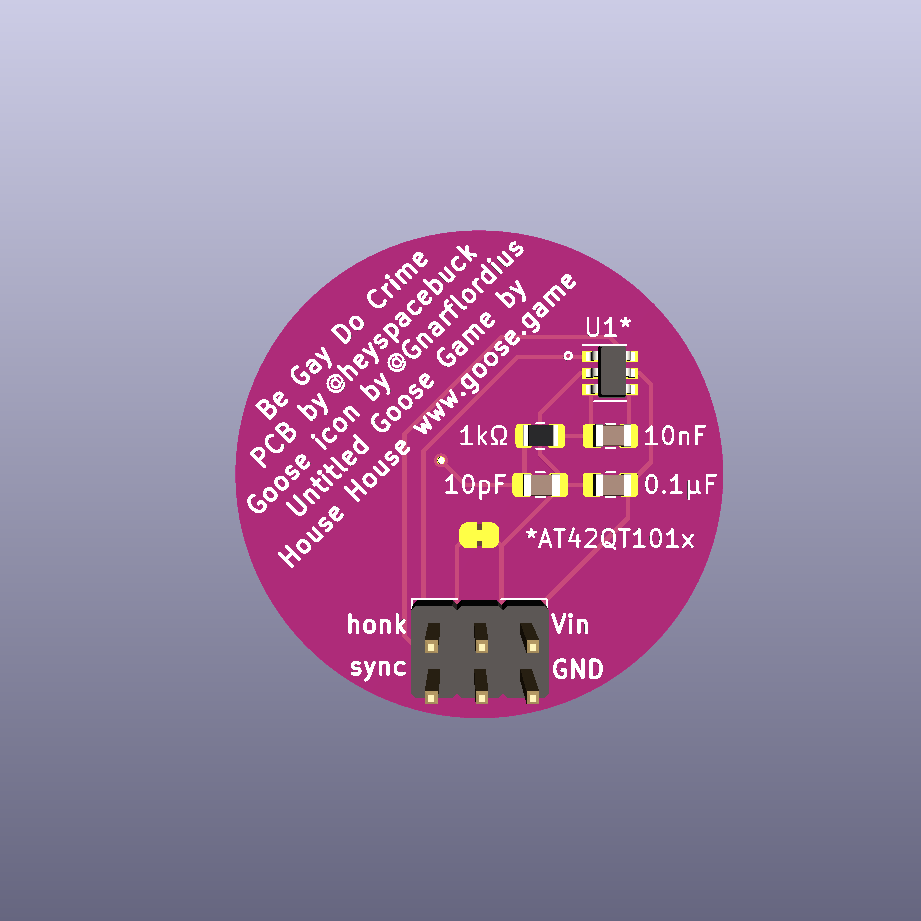 Be Gay Do Crime
PCB by @heyspacebuck
Goose icon by @Gnarflordius
Untitled Goose Game by
House House www.goose.game
U1*
1kΩ
10nF
10pF
0.1µF
*AT42QT101x
honk
Vin
sync
GND